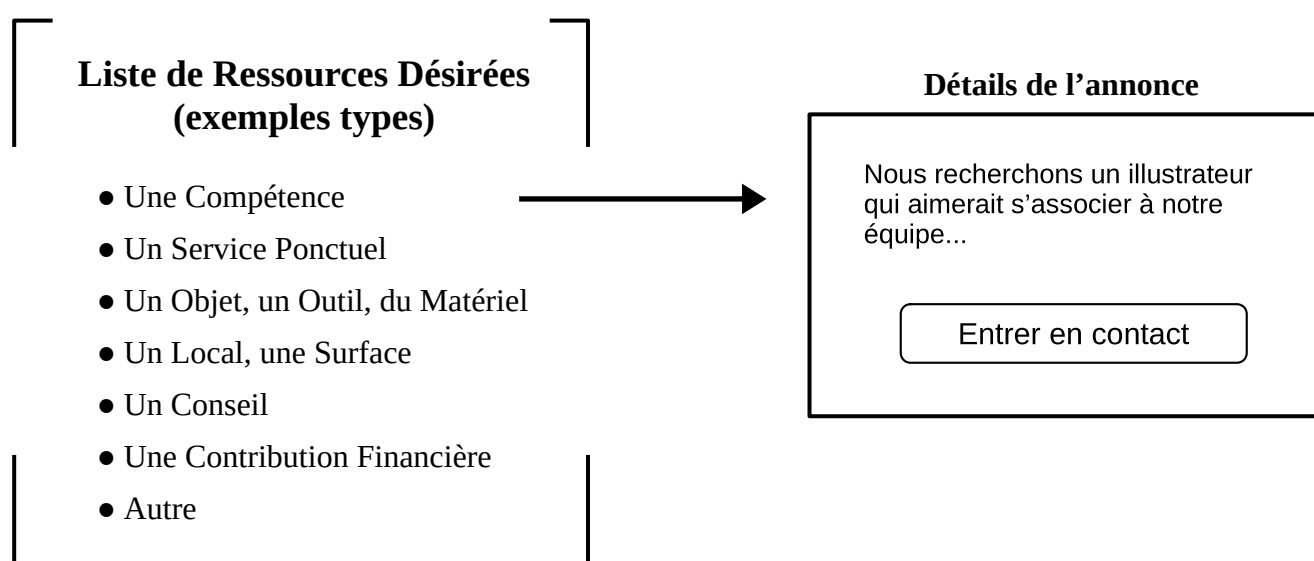 Liste de Ressources Désirées
(exemples types)
● Une Compétence
● Un Service Ponctuel
● Un Objet, un Outil, du Matériel
● Un Local, une Surface
● Un Conseil
● Une Contribution Financière
● Autre
Détails de l’annonce
Nous recherchons un illustrateur
qui aimerait s’associer à notre
équipe...
Entrer en contact